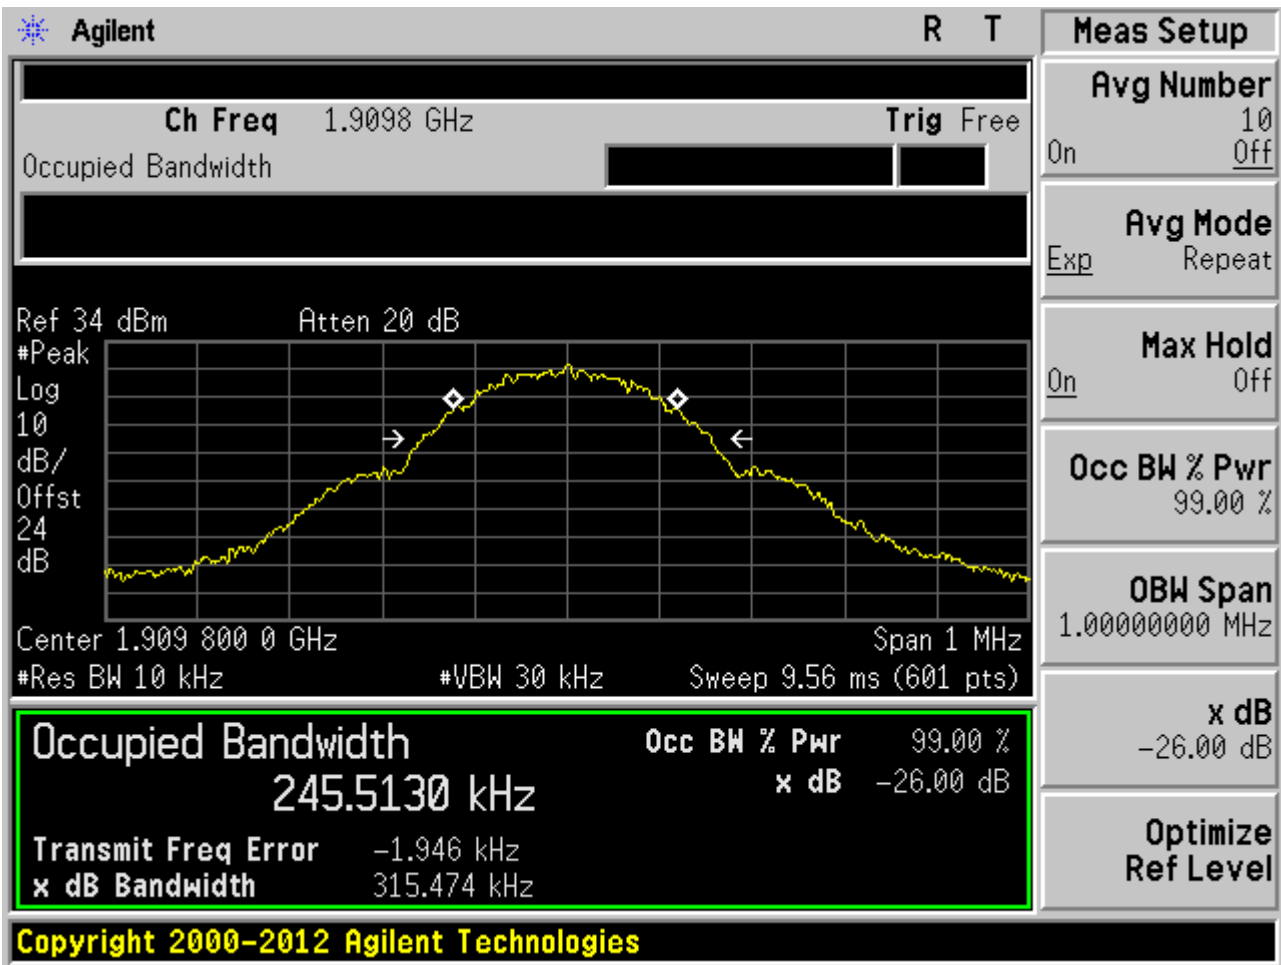 Agilent R T
Ch Freq 1.9098 GHz Trig Free
Occupied Bandwidth
Ref 34 dBm Atten 20 dB
#Peak
Log
10
dB/
Offst
24
dB
Center 1.909 800 0 GHz Span 1 MHz
#Res BW 10 kHz #VBW 30 kHz Sweep 9.56 ms (601 pts)
Occupied Bandwidth Occ BW % Pwr 99.00 %
245.5130 kHz x dB -26.00 dB
Transmit Freq Error -1.946 kHz
x dB Bandwidth 315.474 kHz
Copyright 2000-2012 Agilent Technologies
Meas Setup
Avg Number
10
On Off
Avg Mode
Exp Repeat
Max Hold
On Off
Occ BW % Pwr
99.00 %
OBW Span
1.00000000 MHz
x dB
-26.00 dB
Optimize
Ref Level